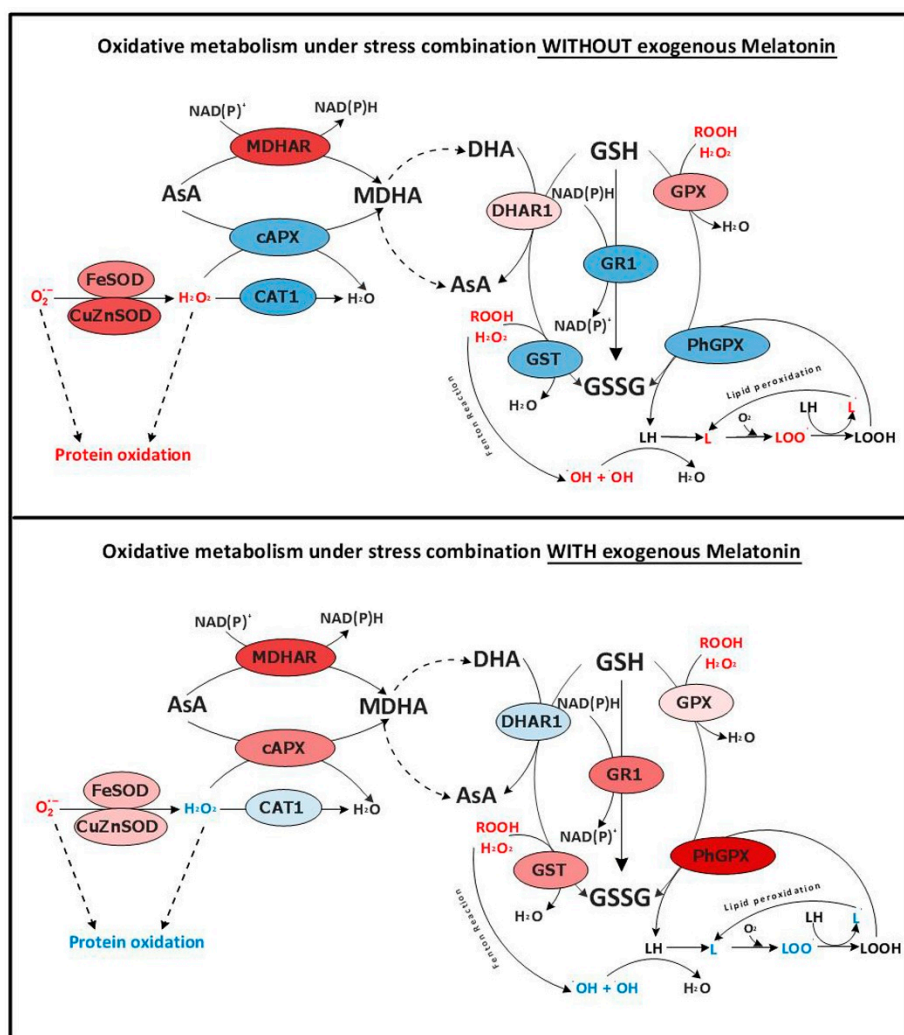 Oxidative metabolism under stress combination WITHOUT exogenous Melatonin
NAD(P)⁺
NAD(P)H
MDHAR
AsA
MDHA
cAPX
FeSOD
CuZnSOD
O₂˙⁻
H₂O₂
CAT1
H₂O
Protein oxidation
DHA
GSH
ROOH
H₂O₂
DHAR1
NAD(P)H
GPX
H₂O
AsA
GR1
ROOH
H₂O₂
NAD(P)⁺
GST
PhGPX
H₂O
GSSG
Fenton Reaction
Lipid peroxidation
LH
L˙
O₂
LOO˙
LH
L˙
LOOH
˙OH + ˙OH
H₂O
Oxidative metabolism under stress combination WITH exogenous Melatonin
NAD(P)⁺
NAD(P)H
MDHAR
AsA
MDHA
cAPX
FeSOD
CuZnSOD
O₂˙⁻
H₂O₂
CAT1
H₂O
Protein oxidation
DHA
GSH
ROOH
H₂O₂
DHAR1
NAD(P)H
GPX
H₂O
AsA
GR1
ROOH
H₂O₂
NAD(P)⁺
GST
PhGPX
H₂O
GSSG
Fenton Reaction
Lipid peroxidation
LH
L˙
O₂
LOO˙
LH
L˙
LOOH
˙OH + ˙OH
H₂O